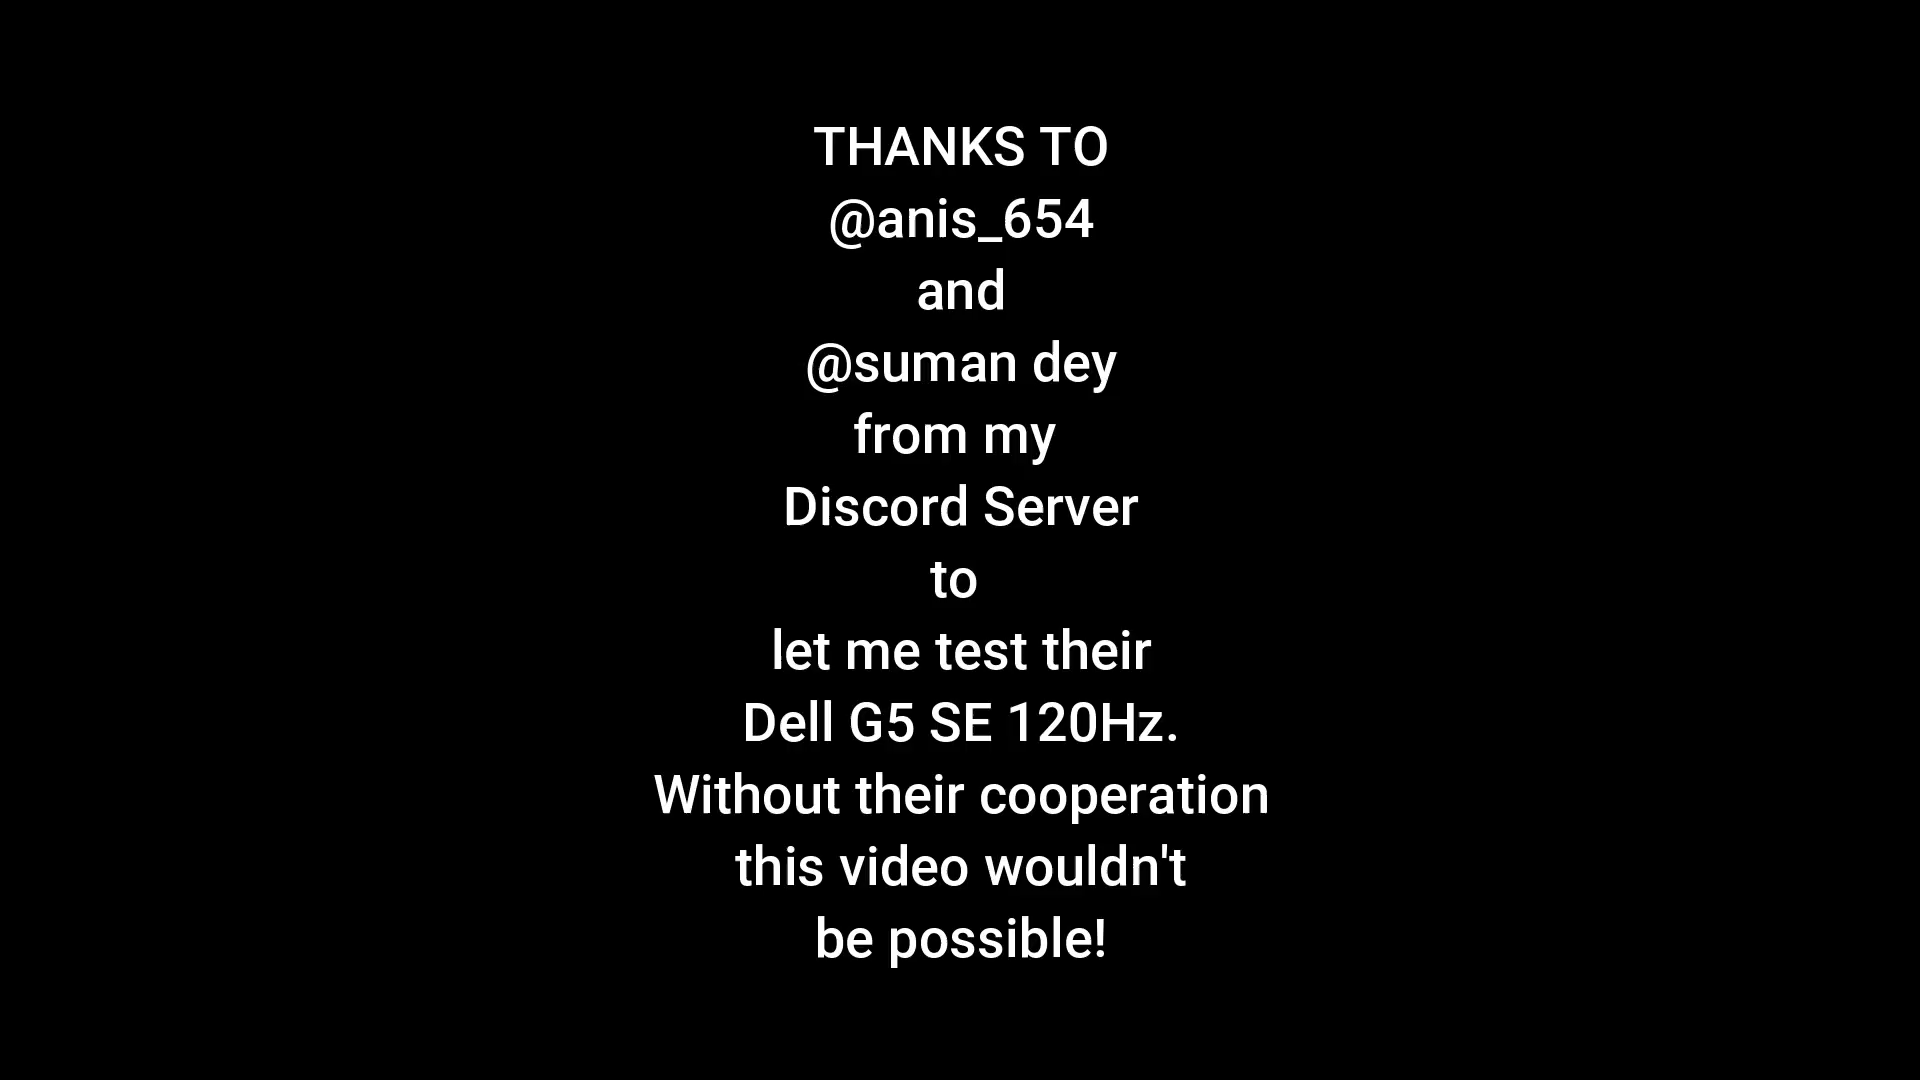 THANKS TO
@anis_654
and
@suman dey
from my
Discord Server
to
let me test their
Dell G5 SE 120Hz.
Without their cooperation
this video wouldn't
be possible!